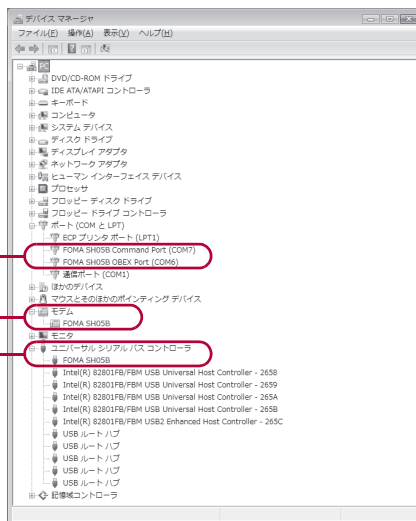 デバイス マネージャ
ファイル(F) 操作(A) 表示(V) ヘルプ(H)
PC
DVD/CD-ROM ドライブ
IDE ATA/ATAPI コントローラ
キーボード
コンピュータ
システム デバイス
ディスク ドライブ
ディスプレイ アダプタ
ネットワーク アダプタ
ヒューマン インターフェイス デバイス
プロセッサ
フロッピー ディスク ドライブ
フロッピー ドライブ コントローラ
ポート (COM と LPT)
ECP プリンタ ポート (LPT1)
FOMA SH05B Command Port (COM7)
FOMA SH05B OBEX Port (COM6)
通信ポート (COM1)
ほかのデバイス
マウスとそのほかのポインティング デバイス
モデム
FOMA SH05B
モニタ
ユニバーサル シリアル バス コントローラ
FOMA SH05B
Intel(R) 82801FB/FBM USB Universal Host Controller - 2658
Intel(R) 82801FB/FBM USB Universal Host Controller - 2659
Intel(R) 82801FB/FBM USB Universal Host Controller - 265A
Intel(R) 82801FB/FBM USB Universal Host Controller - 265B
Intel(R) 82801FB/FBM USB2 Enhanced Host Controller - 265C
USB ルート ハブ
USB ルート ハブ
USB ルート ハブ
USB ルート ハブ
USB ルート ハブ
記憶域コントローラ